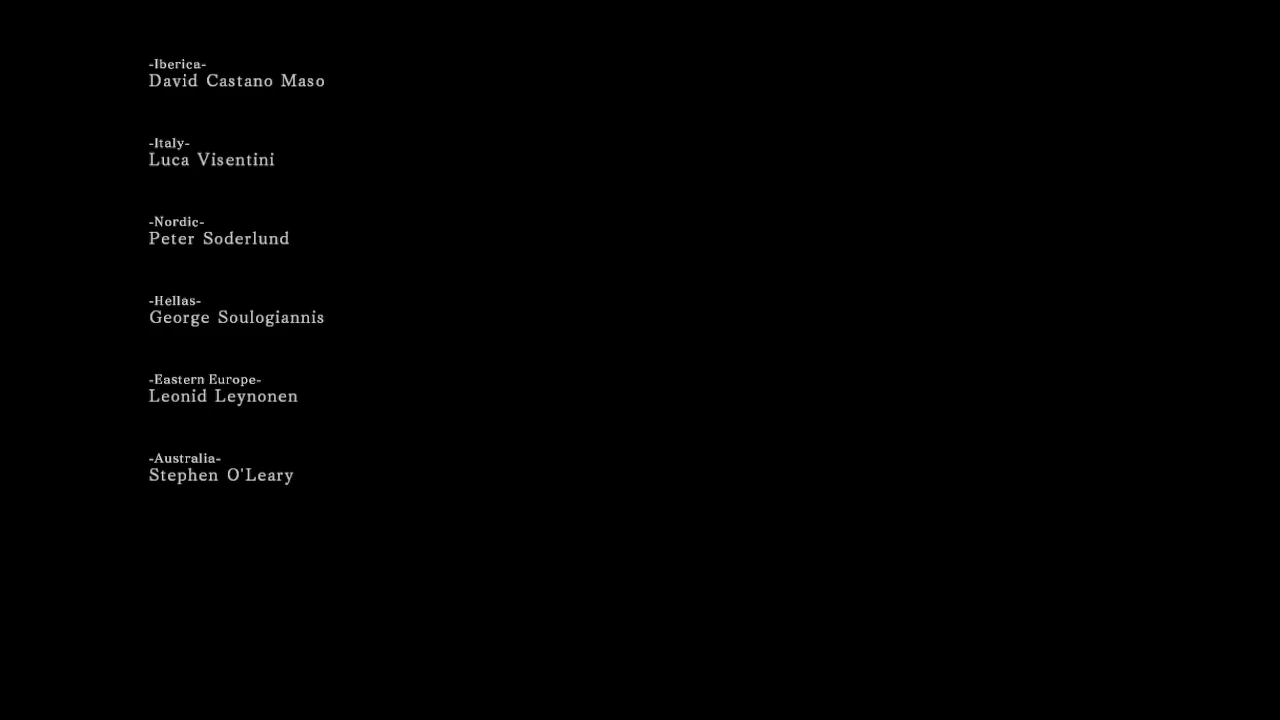 -Iberica-
David Castano Maso
-Italy-
Luca Visentini
-Nordic-
Peter Soderlund
-Hellas-
George Soulogiannis
-Eastern Europe-
Leonid Leynonen
-Australia-
Stephen O'Leary